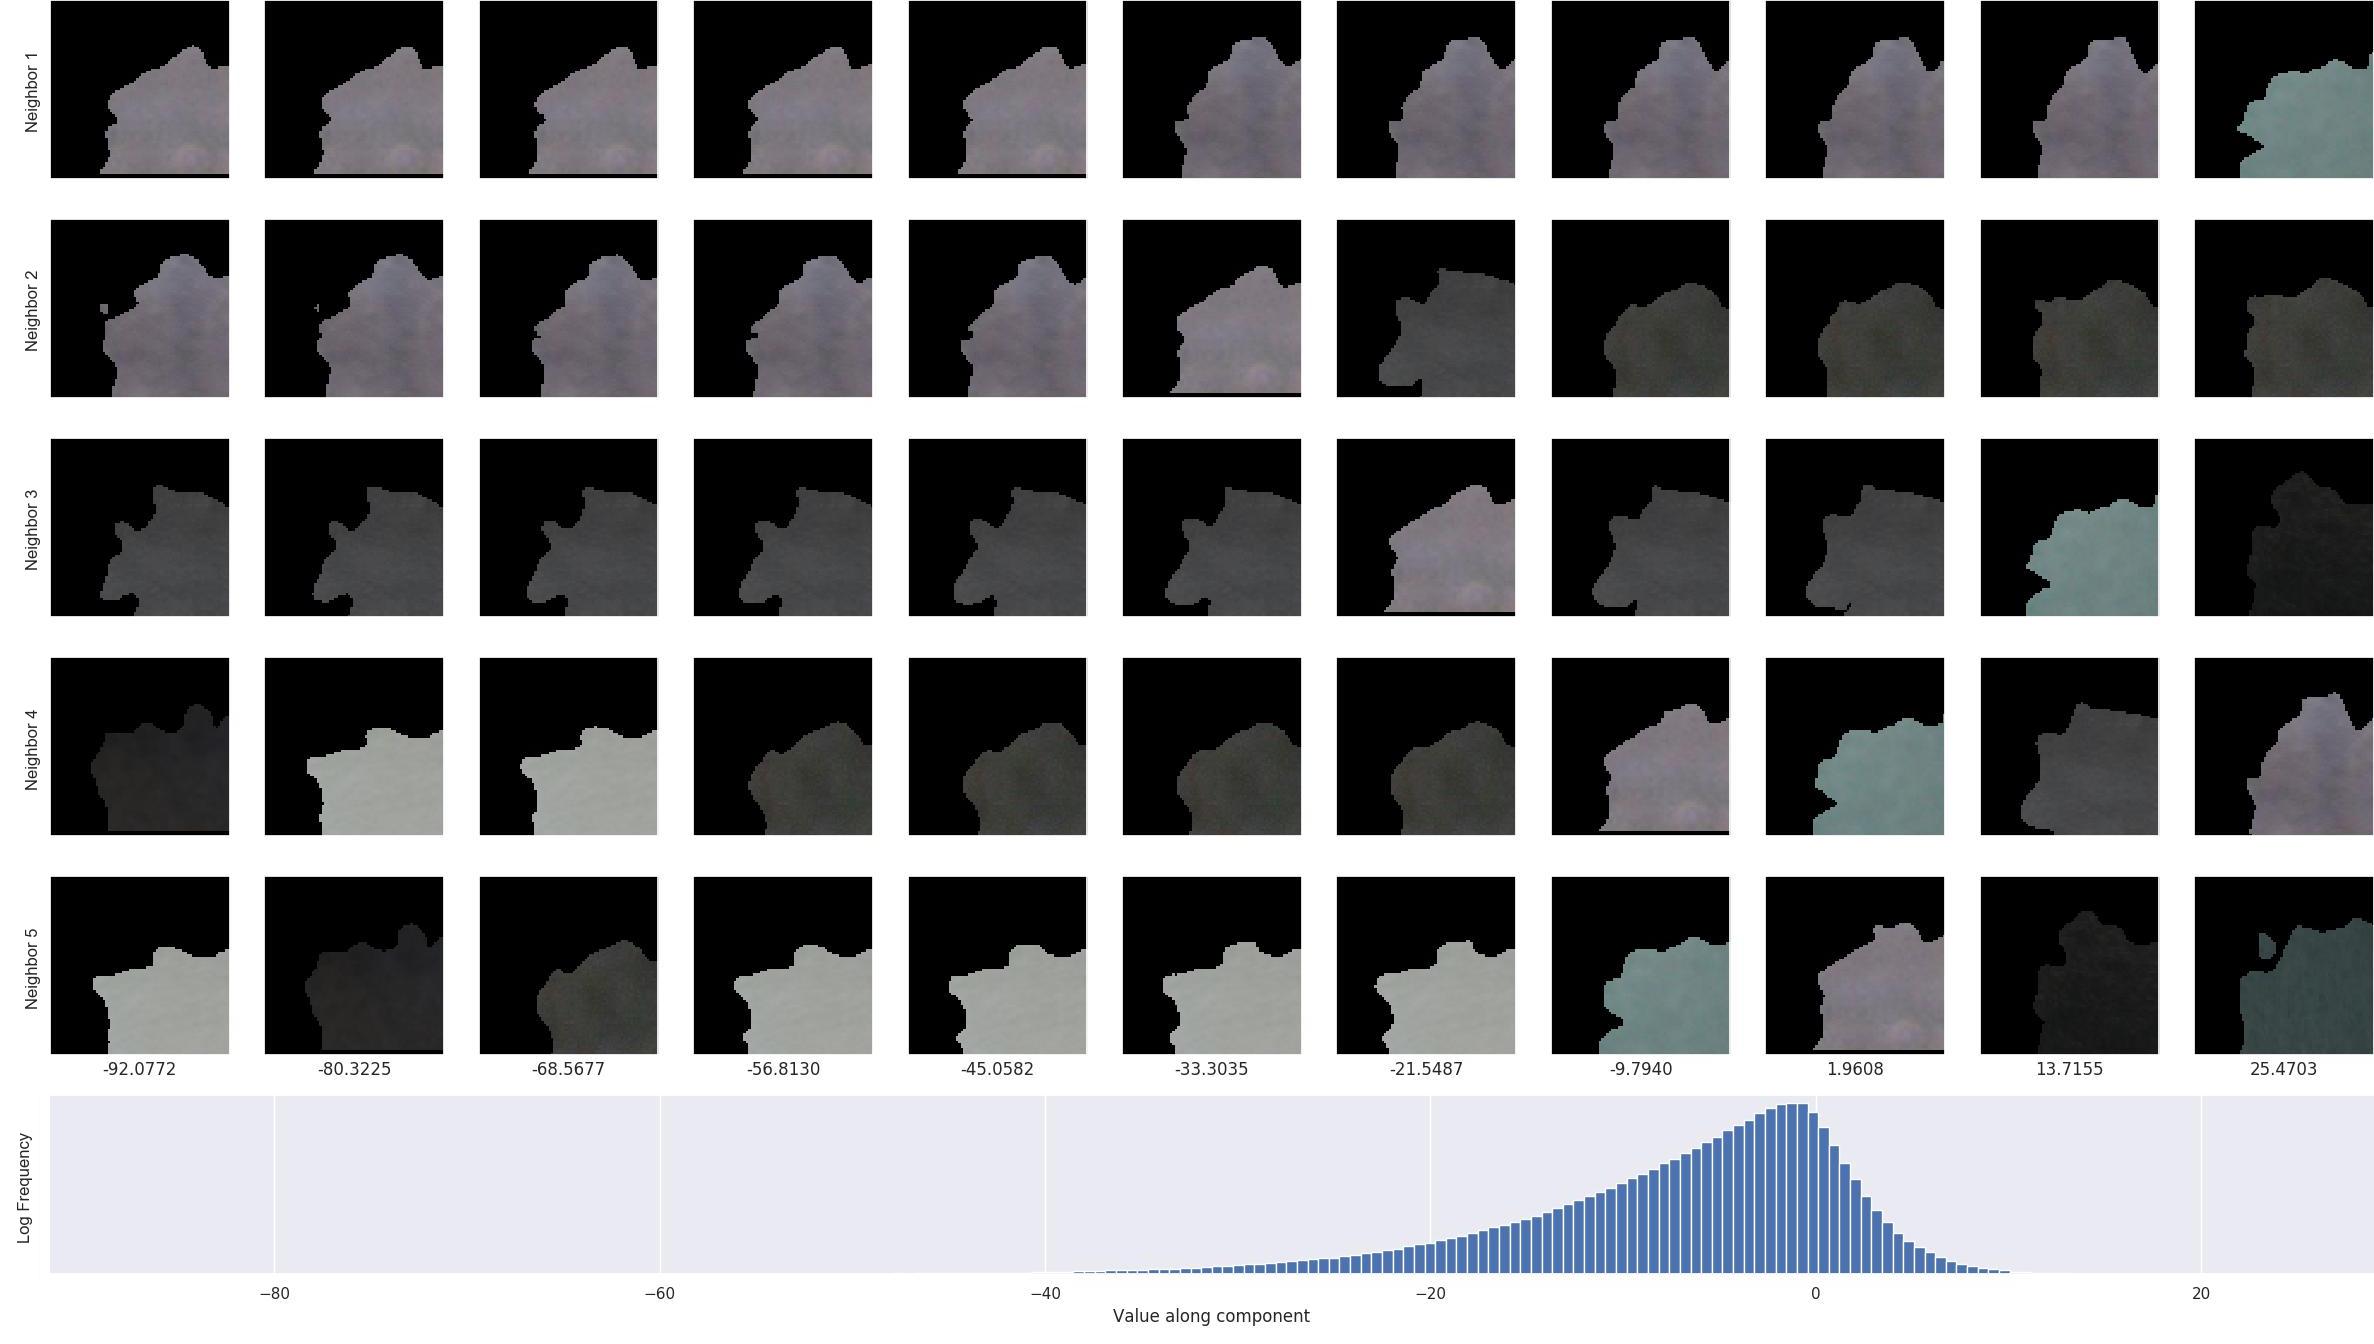 Neighbor 1
Neighbor 2
Neighbor 3
Neighbor 4
Neighbor 5
-92.0772 -80.3225 -68.5677 -56.8130 -45.0582 -33.3035 -21.5487 -9.7940 1.9608 13.7155 25.4703
Log Frequency
−80 −60 −40 −20 0 20
Value along component